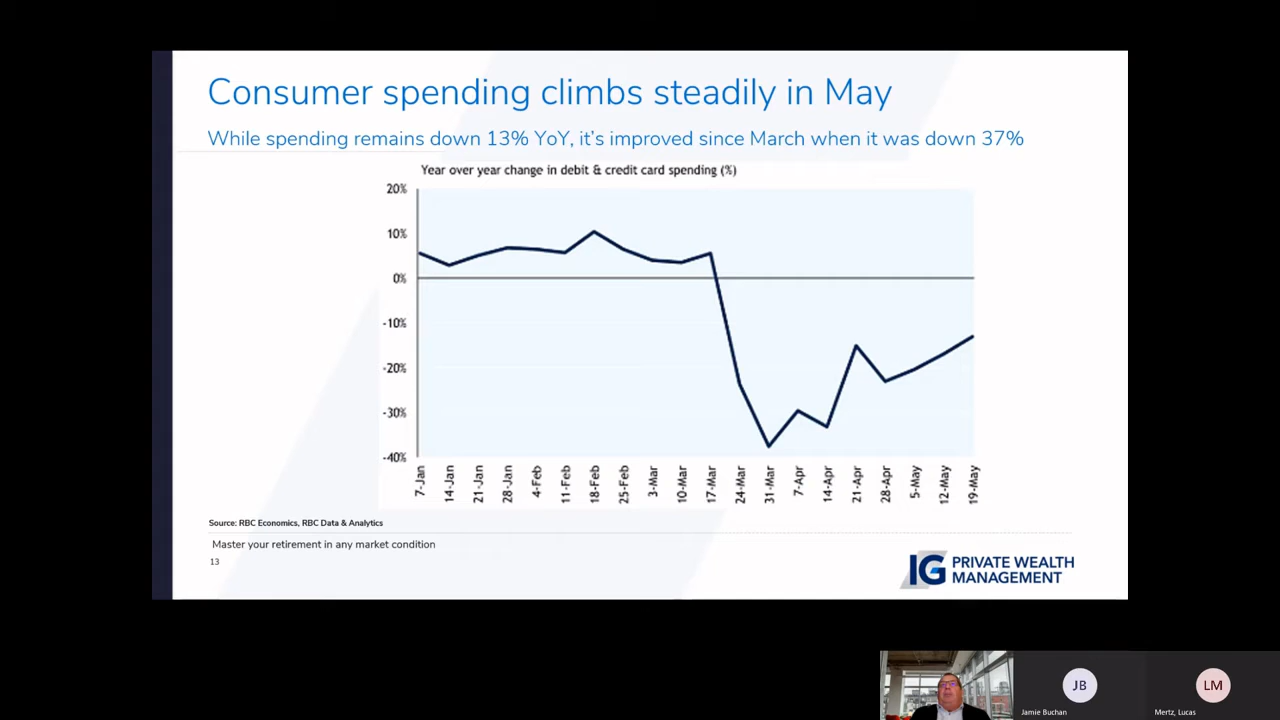 Consumer spending climbs steadily in May
While spending remains down 13% YoY, it's improved since March when it was down 37%
Year over year change in debit & credit card spending (%)
20%
10%
0%
-10%
-20%
-30%
-40%
7-Jan
14-Jan
21-Jan
28-Jan
4-Feb
11-Feb
18-Feb
25-Feb
3-Mar
10-Mar
17-Mar
24-Mar
31-Mar
7-Apr
14-Apr
21-Apr
28-Apr
5-May
12-May
19-May
Source: RBC Economics, RBC Data & Analytics
Master your retirement in any market condition
13
IG PRIVATE WEALTH
MANAGEMENT
JB
LM
Jamie Buchan
Mertz, Lucas